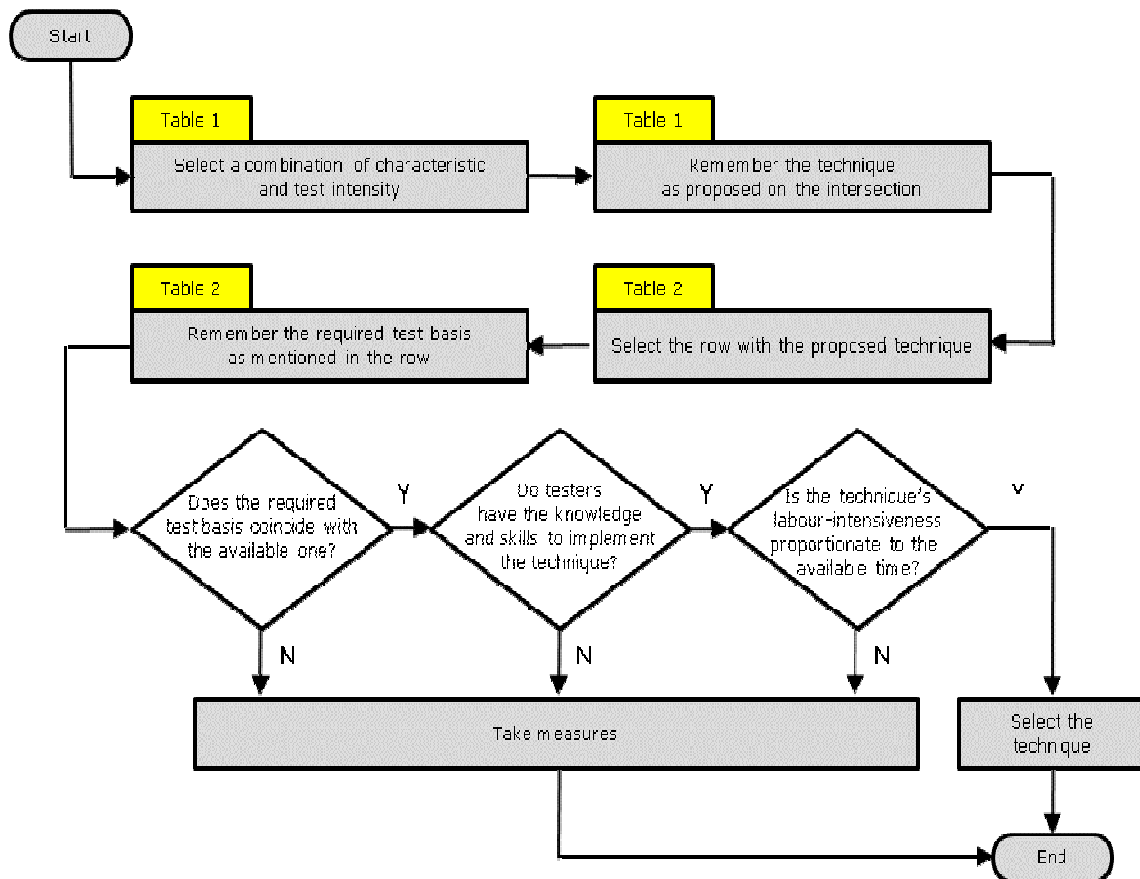 Start
Table 1
Select a combination of characteristic
and test intensity
Table 1
Remember the technique
as proposed on the intersection
Table 2
Remember the required test basis
as mentioned in the row
Table 2
Select the row with the proposed technique
Does the required
test basis coincide with
the available one?
Y
Do testers
have the knowledge
and skills to implement
the technique?
Y
Is the technique's
labour-intensiveness
proportionate to the
available time?
Y
N
N
N
Take measures
Select the
technique
End